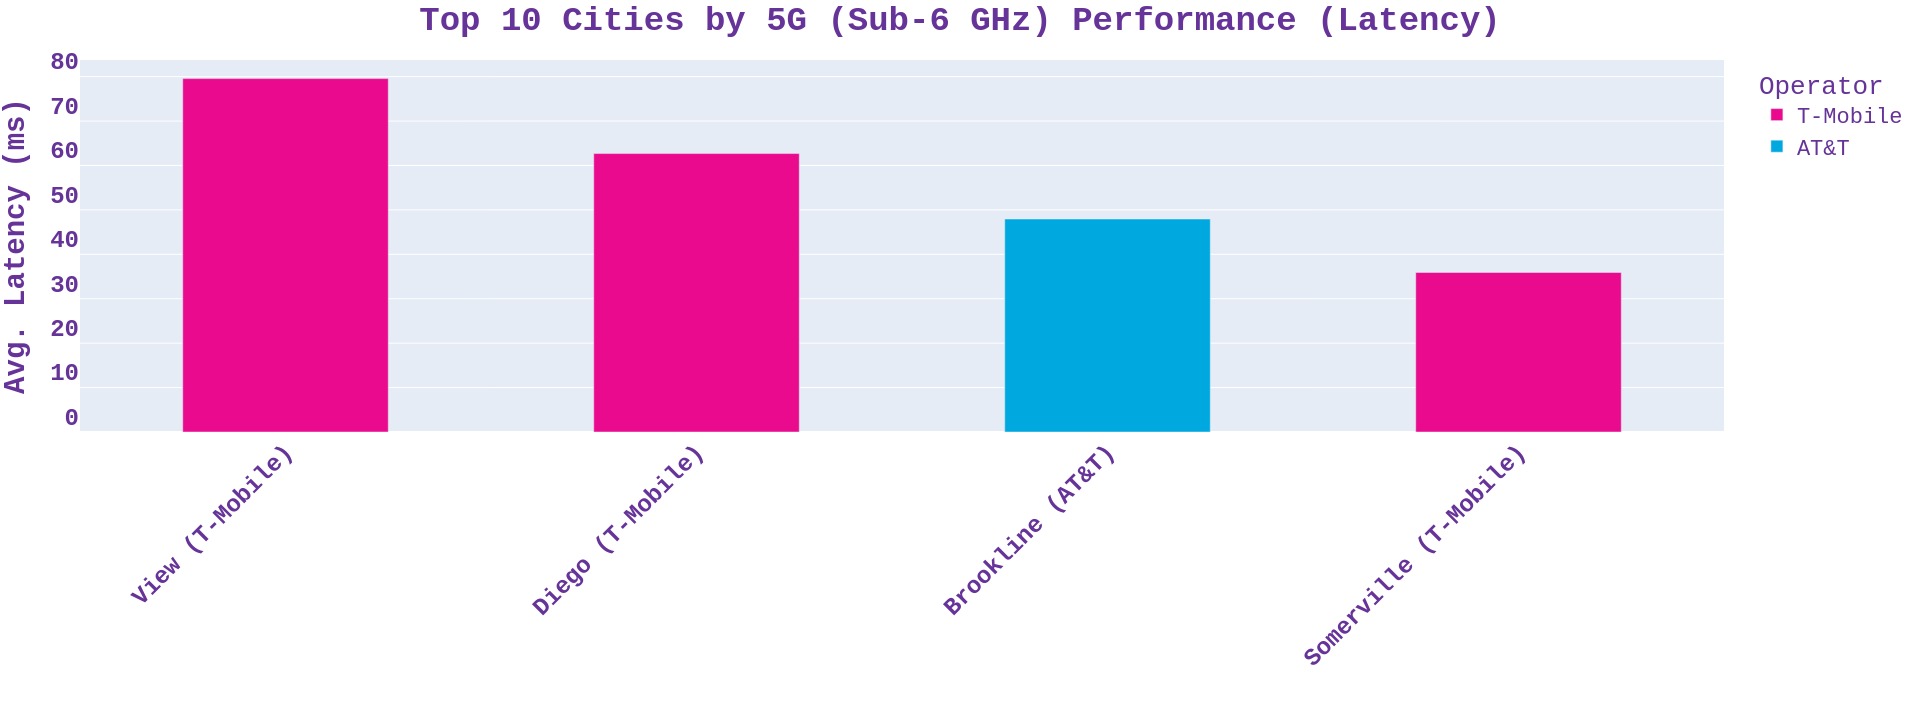 Top 10 Cities by 5G (Sub-6 GHz) Performance (Latency)
Avg. Latency (ms)
80
70
60
50
40
30
20
10
0
View (T-Mobile)
Diego (T-Mobile)
Brookline (AT&T)
Somerville (T-Mobile)
Operator
T-Mobile
AT&T